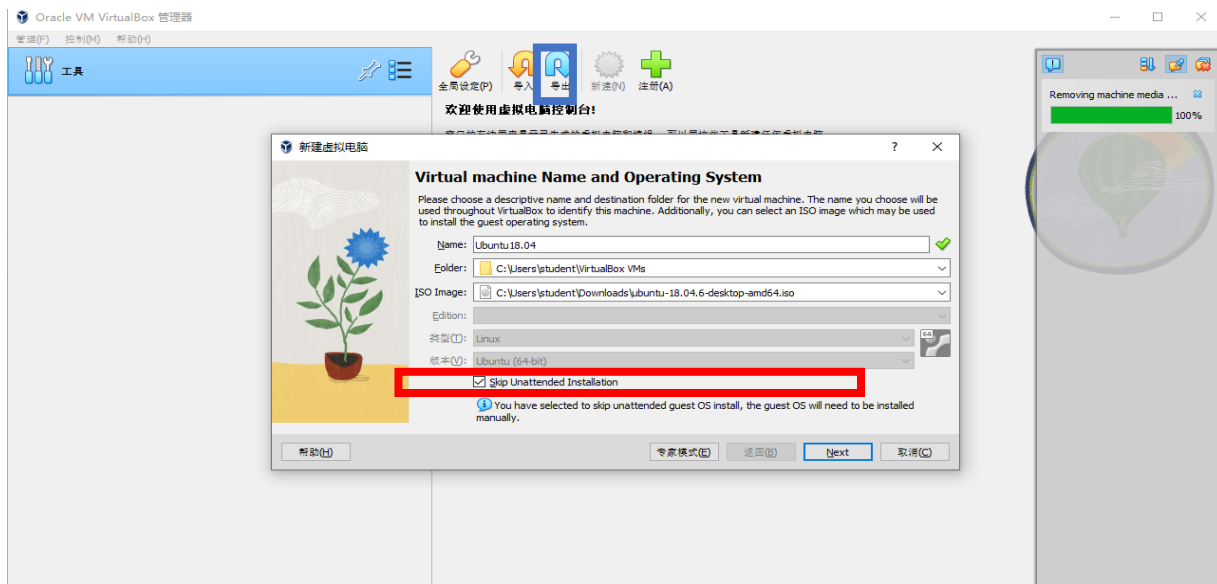 Oracle VM VirtualBox 管理器
管理(F) 控制(M) 帮助(H)
工具
全局设定(P) 导入 导出 新建(N) 注册(A)
Removing machine media ...
100%
欢迎使用虚拟电脑控制台!
新建虚拟电脑
Virtual machine Name and Operating System
Please choose a descriptive name and destination folder for the new virtual machine. The name you choose will be
used throughout VirtualBox to identify this machine. Additionally, you can select an ISO image which may be used
to install the guest operating system.
Name: Ubuntu18.04
Folder: C:\Users\student\VirtualBox VMs
ISO Image: C:\Users\student\Downloads\ubuntu-18.04.6-desktop-amd64.iso
Edition:
类型(T): Linux
64
版本(V): Ubuntu (64-bit)
Skip Unattended Installation
You have selected to skip unattended guest OS install, the guest OS will need to be installed
manually.
帮助(H) 专家模式(E) 返回(B) Next 取消(C)